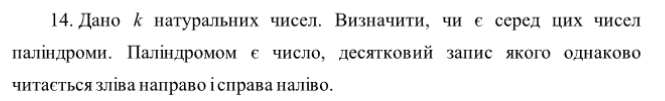 14. Дано k натуральних чисел. Визначити, чи є серед цих чисел
паліндроми. Паліндромом є число, десятковий запис якого однаково
читається зліва направо і справа наліво.